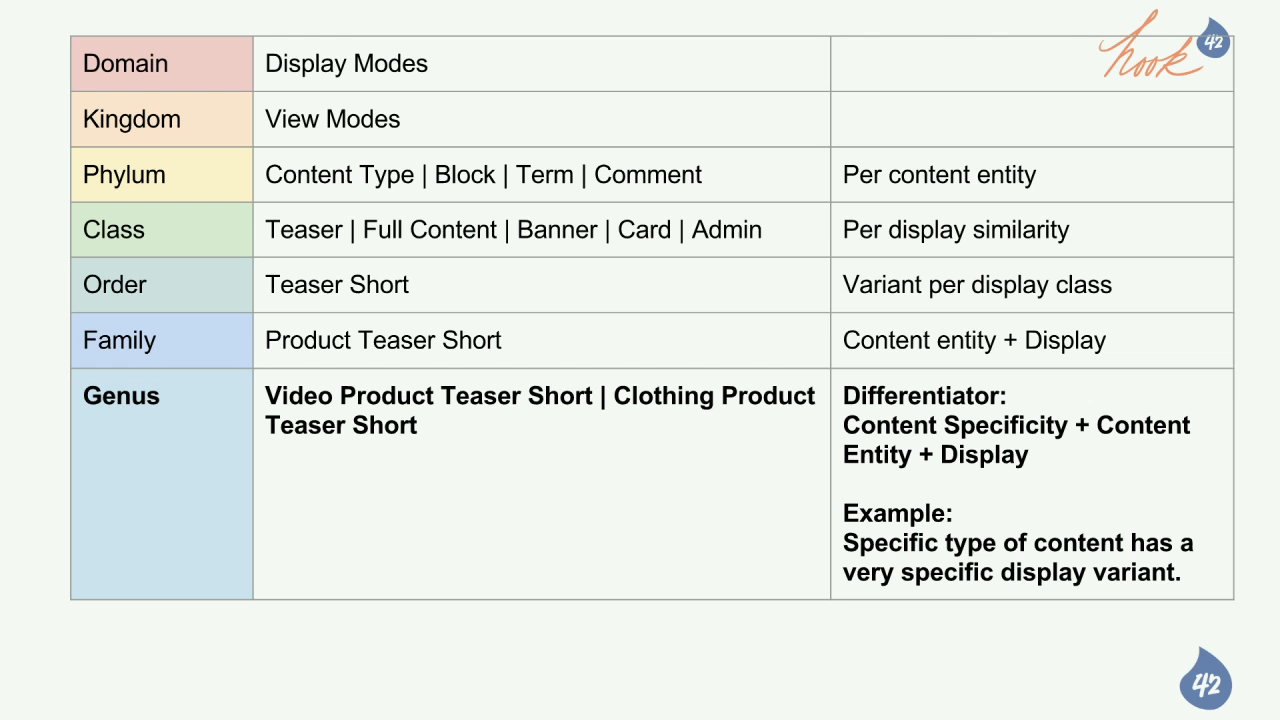 hook 42
Domain Display Modes
Kingdom View Modes
Phylum Content Type | Block | Term | Comment Per content entity
Class Teaser | Full Content | Banner | Card | Admin Per display similarity
Order Teaser Short Variant per display class
Family Product Teaser Short Content entity + Display
Genus Video Product Teaser Short | Clothing Product Differentiator:
Teaser Short Content Specificity + Content
Entity + Display
Example:
Specific type of content has a
very specific display variant.
42